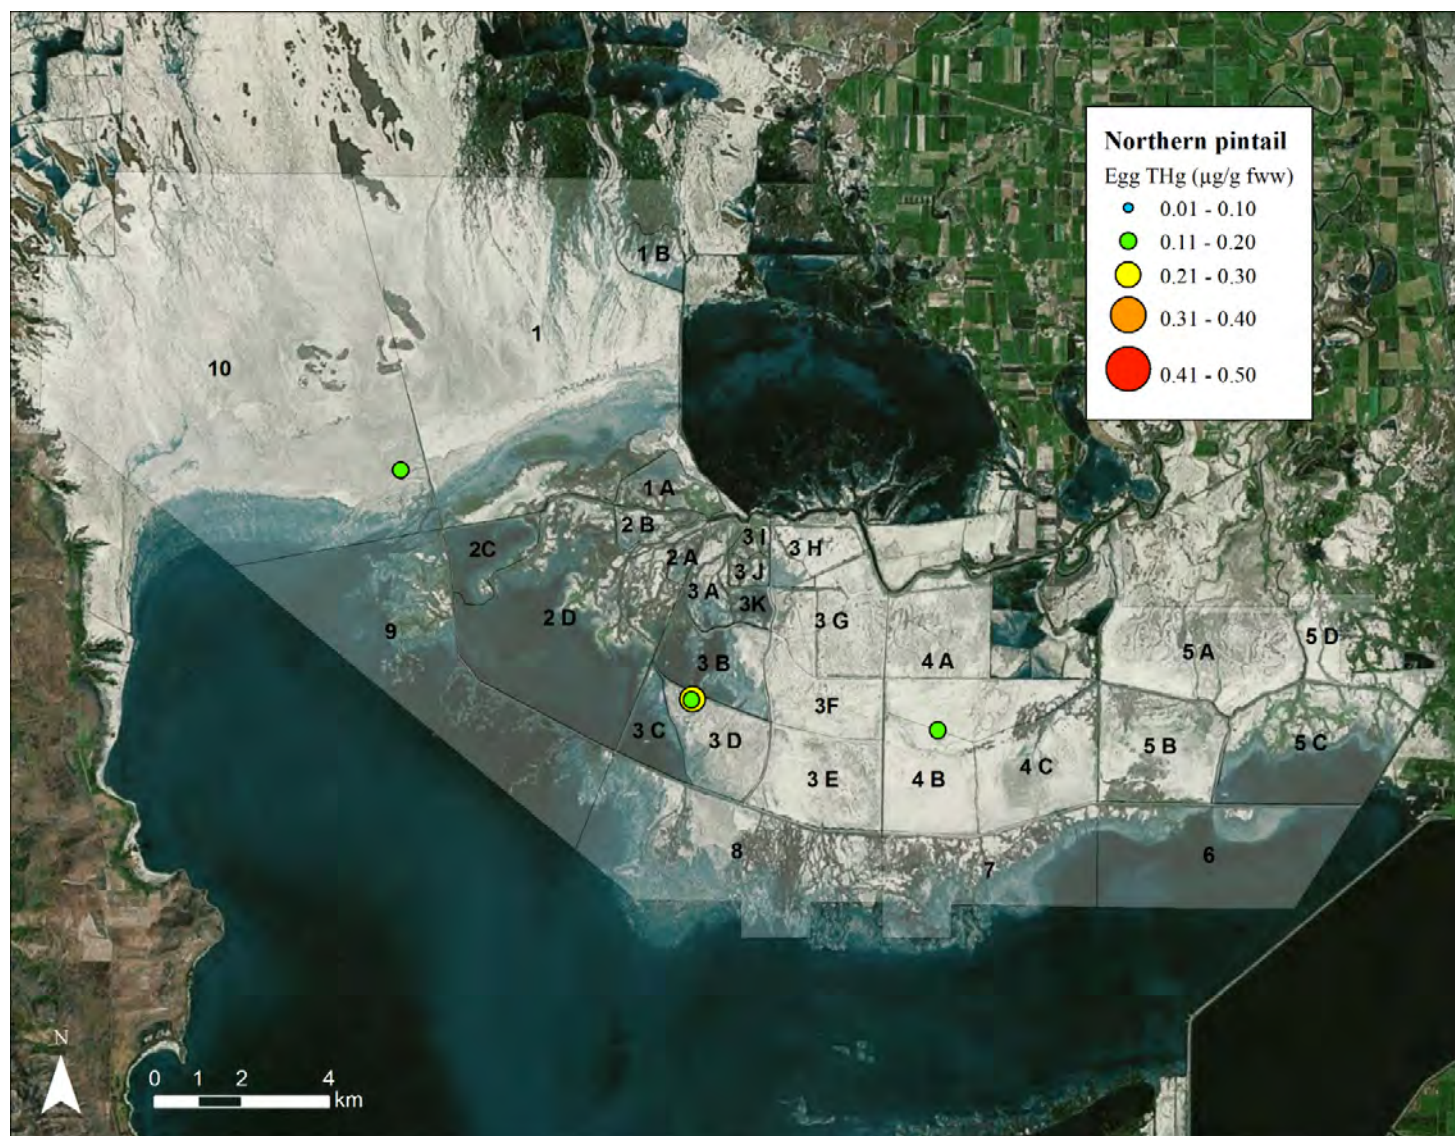 Northern pintail
Egg THg (µg/g fww)
0.01 - 0.10
0.11 - 0.20
0.21 - 0.30
0.31 - 0.40
0.41 - 0.50
1 B
1
10
1 A
2 B
2C
3 I
3 H
2 A
3 J
3 A
3K
2 D
9
3 G
5 D
5 A
3 B
4 A
3F
3 C
3 D
5 B
5 C
4 C
3 E
4 B
8
6
7
N
0 1 2 4
km